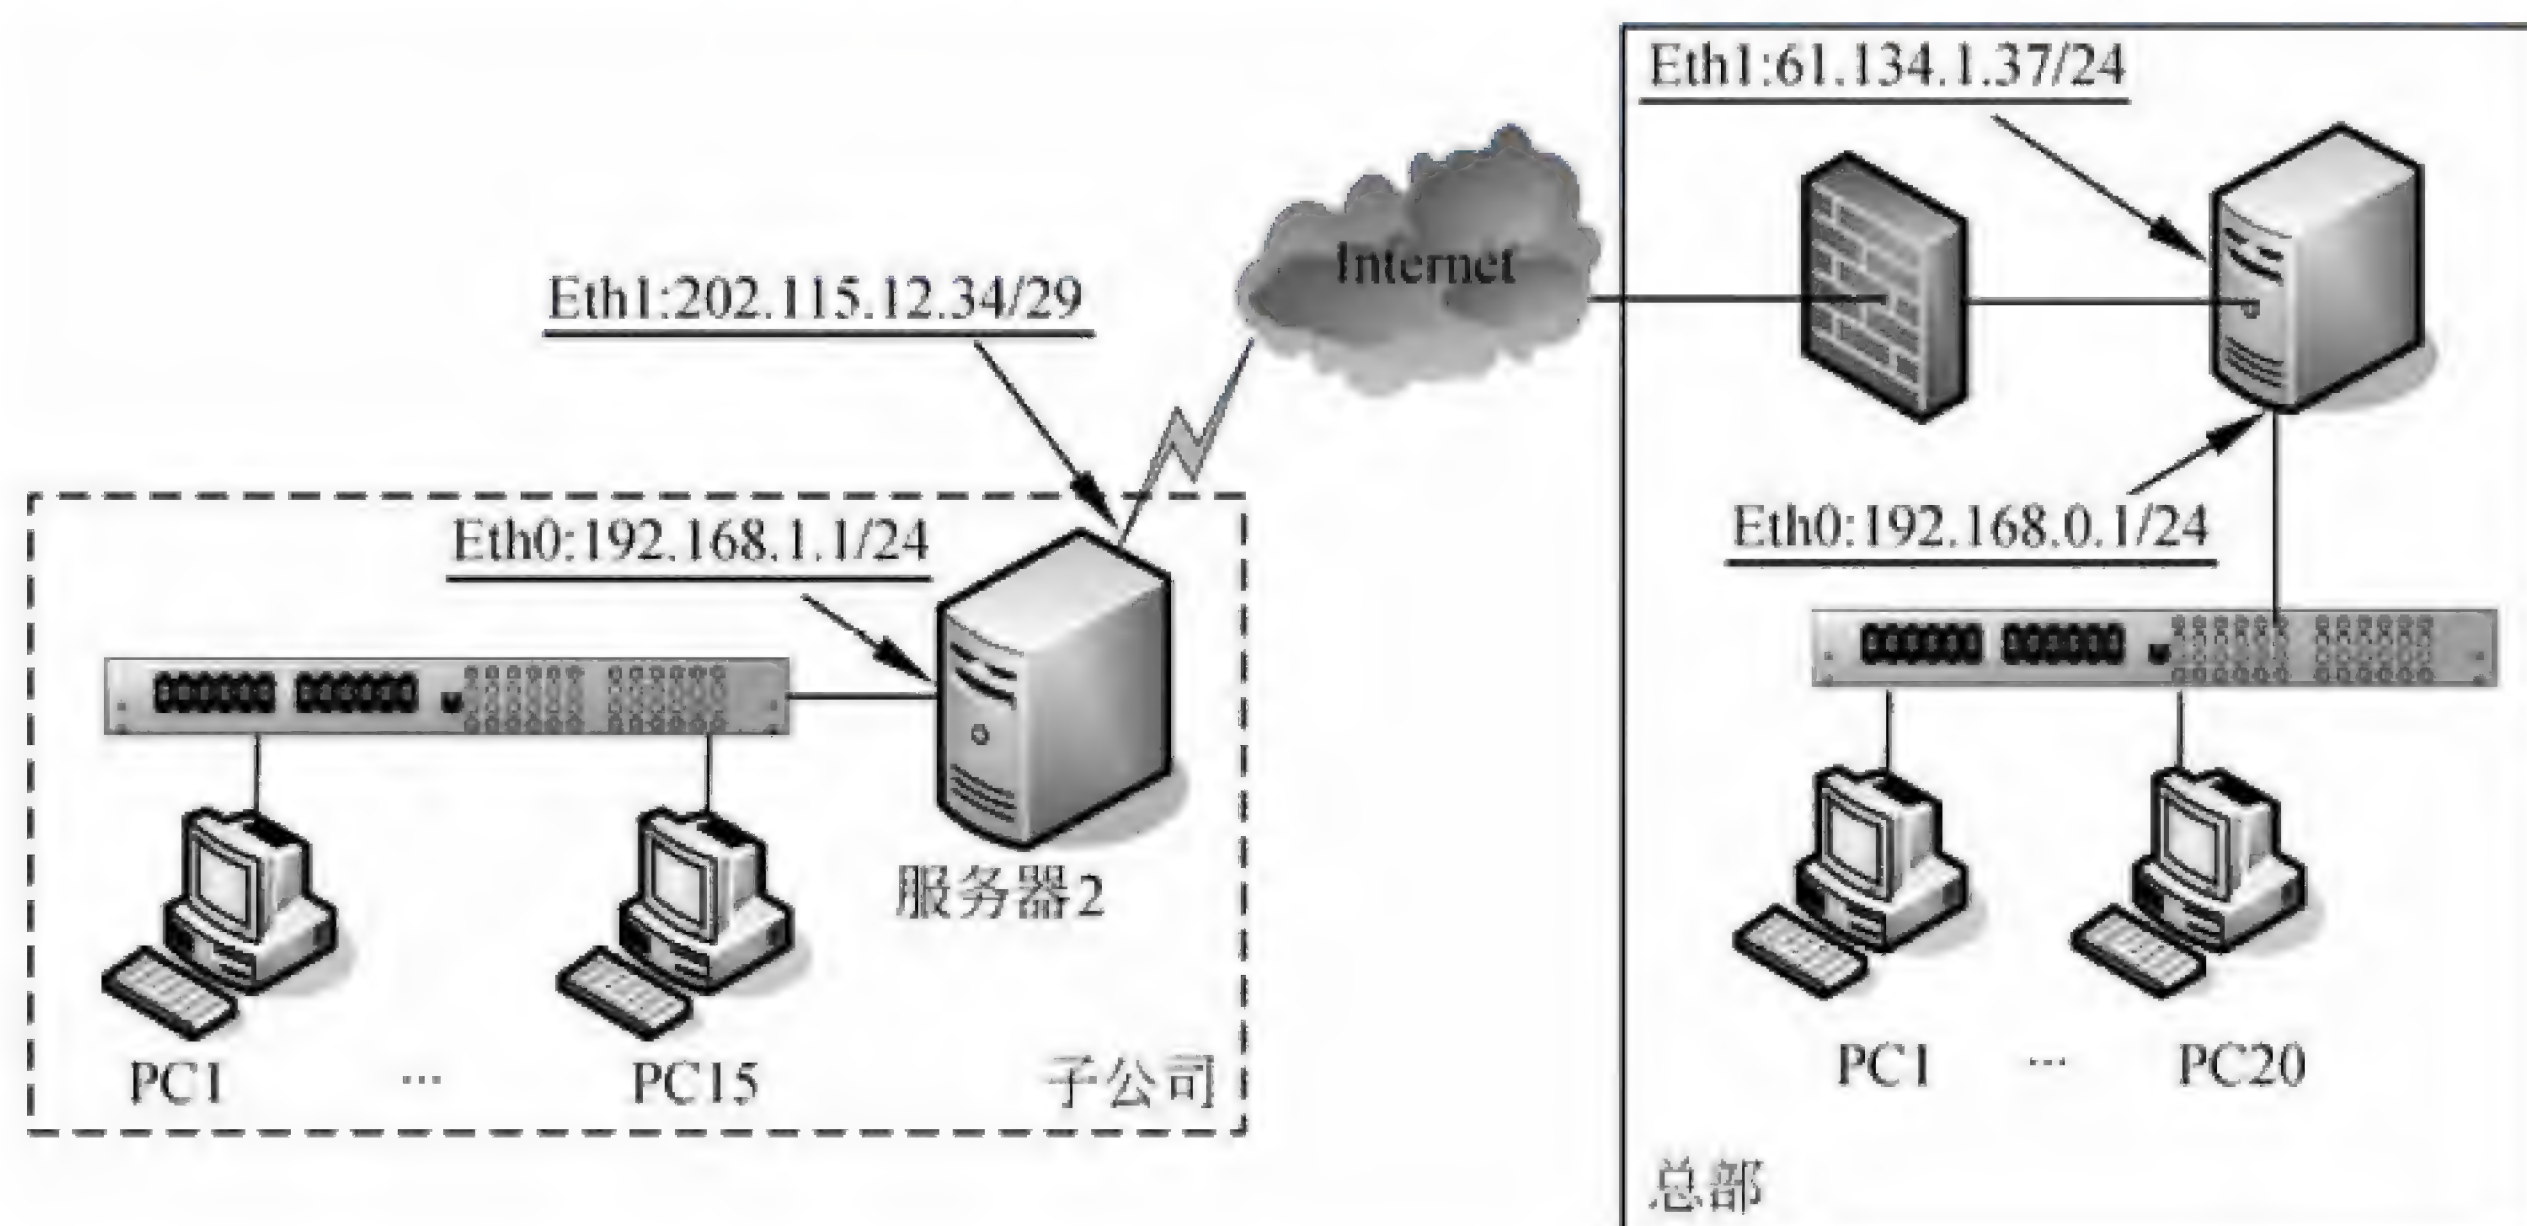 Eth1:61.134.1.37/24
Internet
Eth1:202.115.12.34/29
Eth0:192.168.1.1/24
Eth0:192.168.0.1/24
服务器2
PC1 ... PC15
子公司
PC1 ... PC20
总部